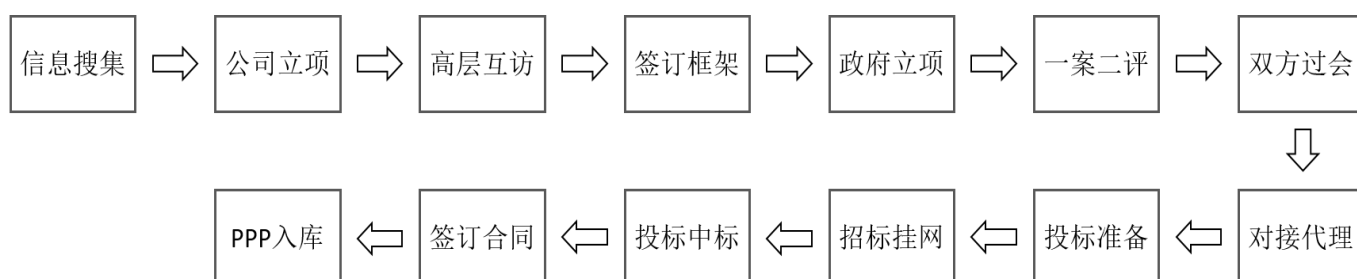 信息搜集
公司立项
高层互访
签订框架
政府立项
一案二评
双方过会
对接代理
投标准备
招标挂网
投标中标
签订合同
PPP入库